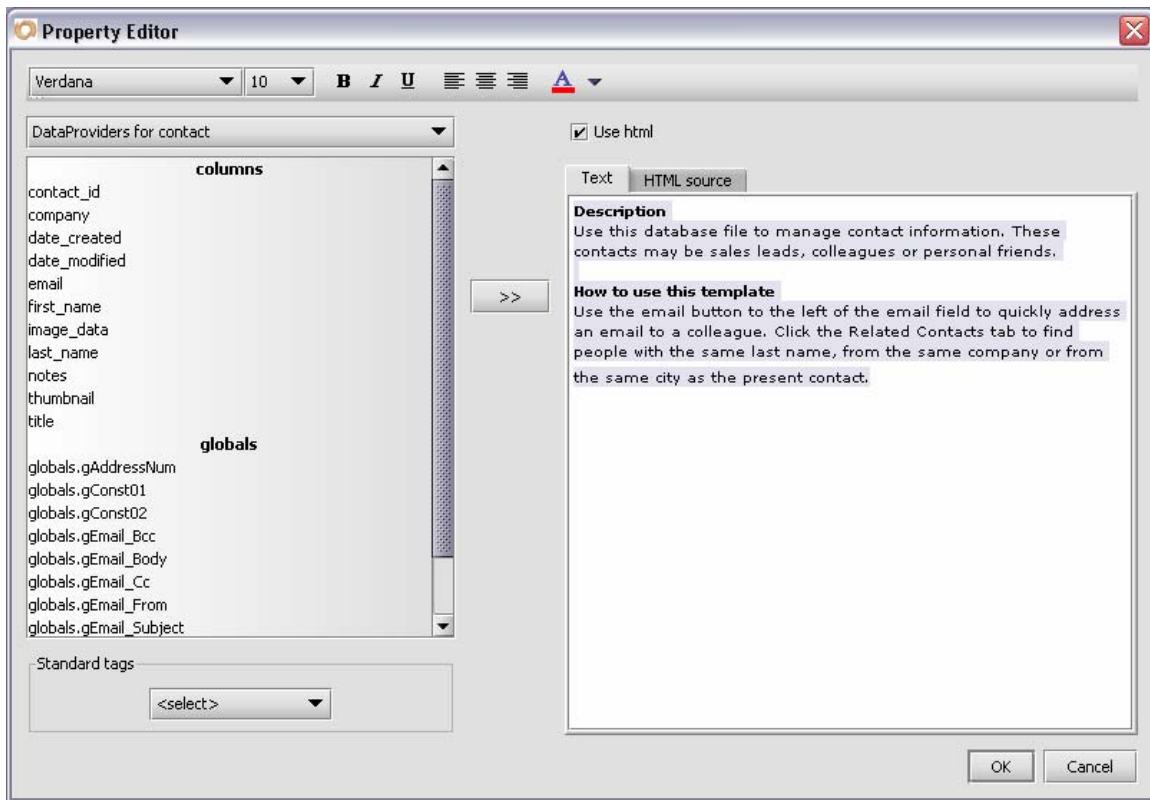 Property Editor
Verdana
10
B I U
A
DataProviders for contact
Use html
columns
contact_id
company
date_created
date_modified
email
first_name
image_data
last_name
notes
thumbnail
title
globals
globals.gAddressNum
globals.gConst01
globals.gConst02
globals.gEmail_Bcc
globals.gEmail_Body
globals.gEmail_Cc
globals.gEmail_From
globals.gEmail_Subject
>>
Text
HTML source
Description
Use this database file to manage contact information. These
contacts may be sales leads, colleagues or personal friends.
How to use this template
Use the email button to the left of the email field to quickly address
an email to a colleague. Click the Related Contacts tab to find
people with the same last name, from the same company or from
the same city as the present contact.
Standard tags
<select>
OK
Cancel